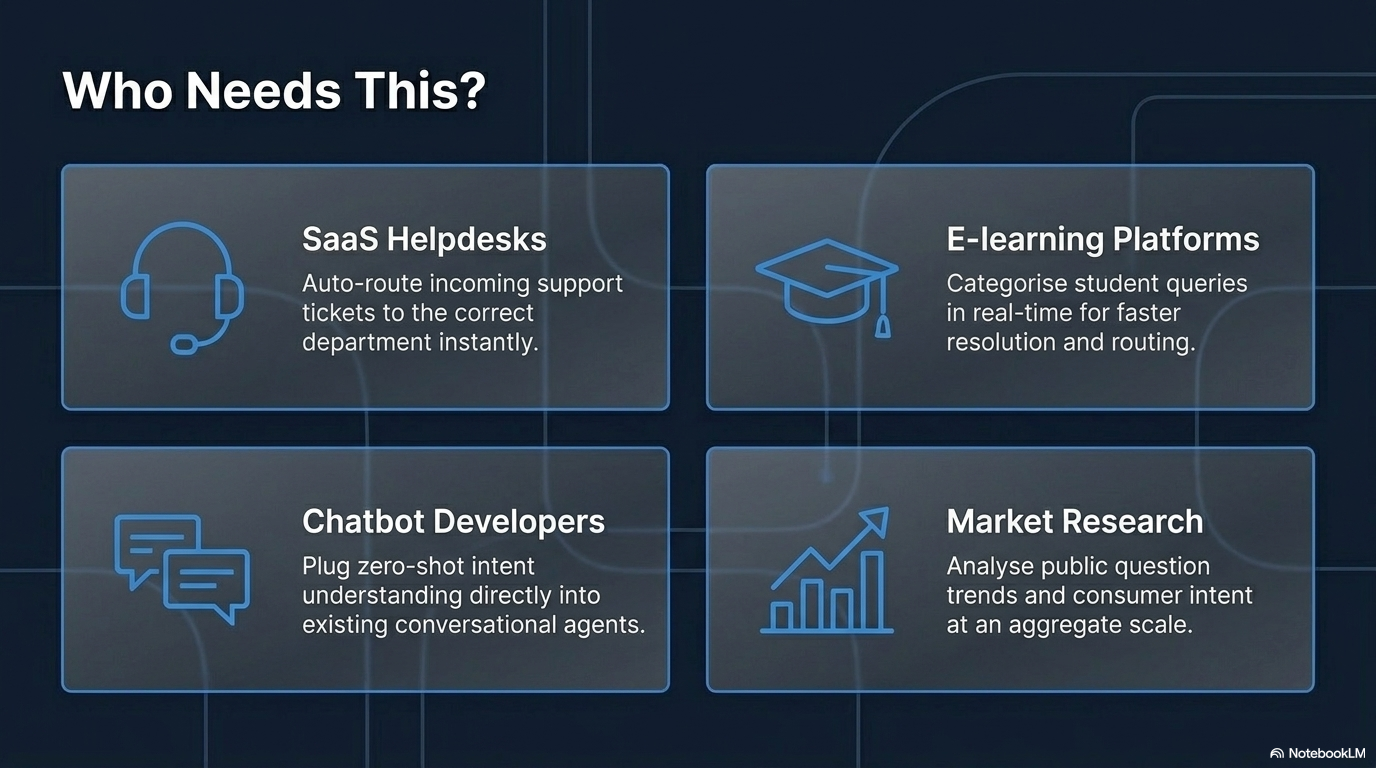 Who Needs This?
SaaS Helpdesks
Auto-route incoming support
tickets to the correct
department instantly.
E-learning Platforms
Categorise student queries
in real-time for faster
resolution and routing.
Chatbot Developers
Plug zero-shot intent
understanding directly into
existing conversational agents.
Market Research
Analyse public question
trends and consumer intent
at an aggregate scale.
NotebookLM